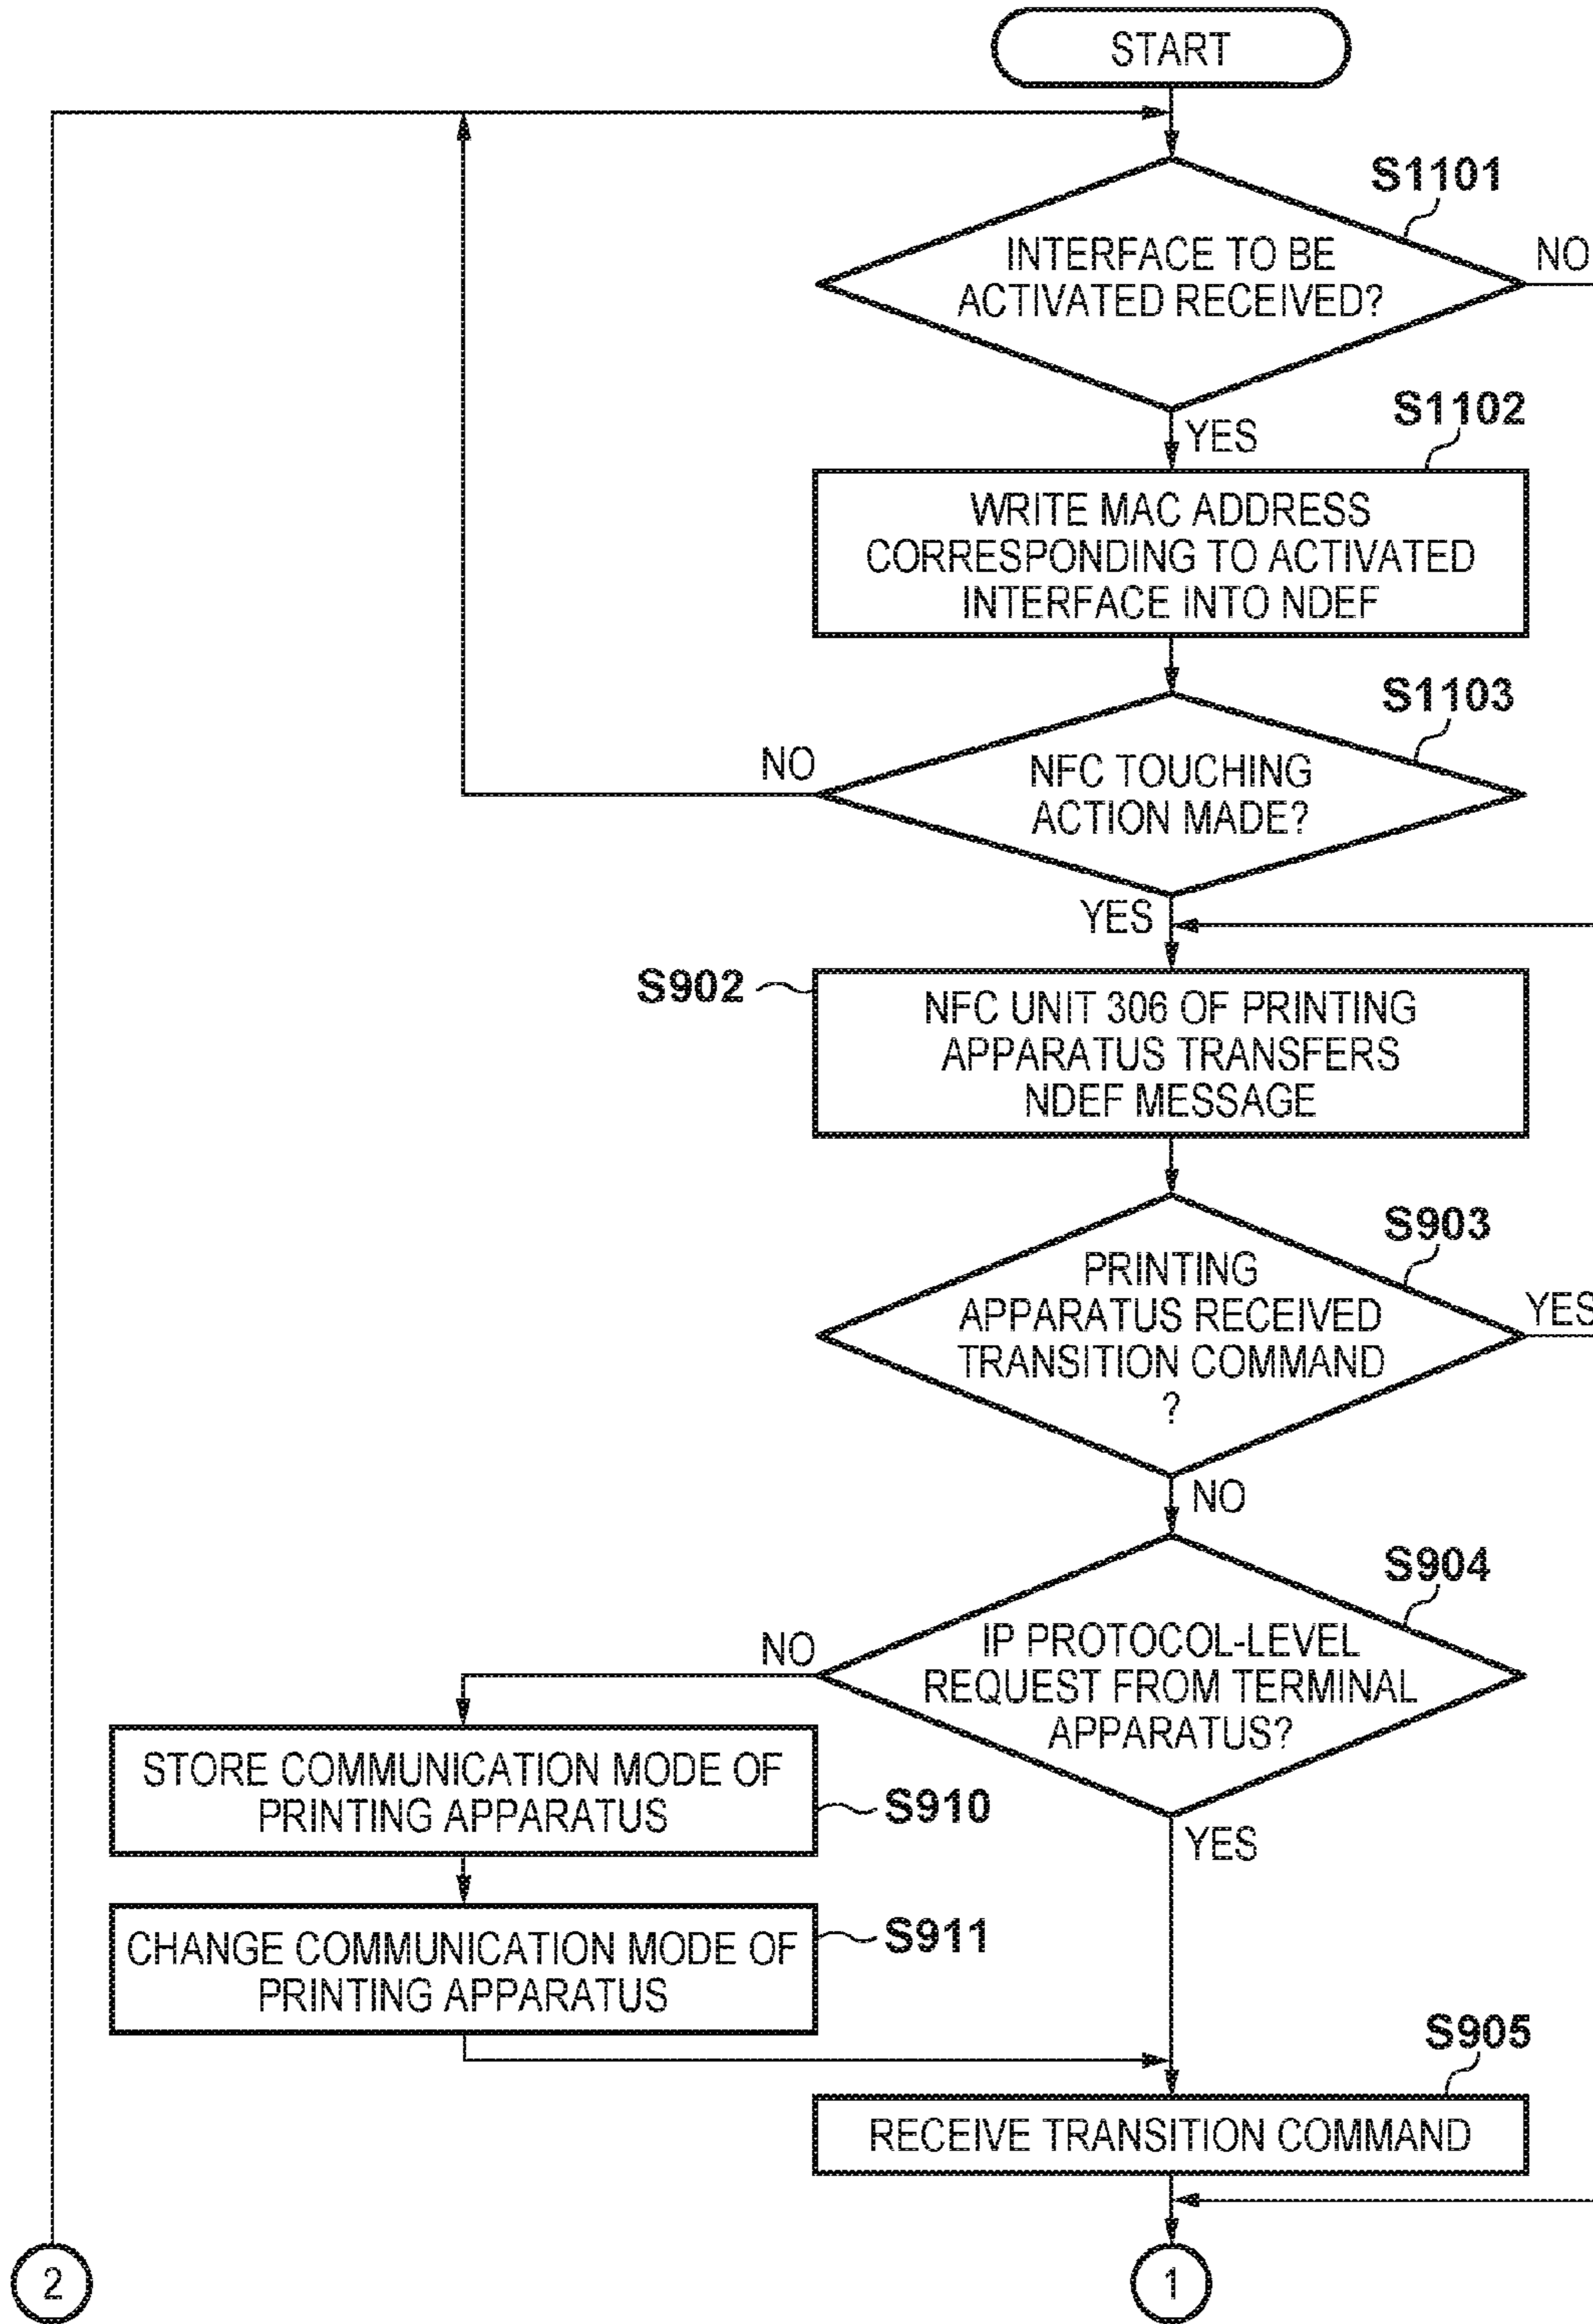 START
S1101
INTERFACE TO BE
ACTIVATED RECEIVED?
NO
YES
S1102
WRITE MAC ADDRESS
CORRESPONDING TO ACTIVATED
INTERFACE INTO NDEF
S1103
NO
NFC TOUCHING
ACTION MADE?
YES
S902
NFC UNIT 306 OF PRINTING
APPARATUS TRANSFERS
NDEF MESSAGE
S903
PRINTING
APPARATUS RECEIVED
TRANSITION COMMAND
?
YES
NO
S904
NO
IP PROTOCOL-LEVEL
REQUEST FROM TERMINAL
APPARATUS?
YES
STORE COMMUNICATION MODE OF
PRINTING APPARATUS
S910
CHANGE COMMUNICATION MODE OF
PRINTING APPARATUS
S911
S905
RECEIVE TRANSITION COMMAND
2
1